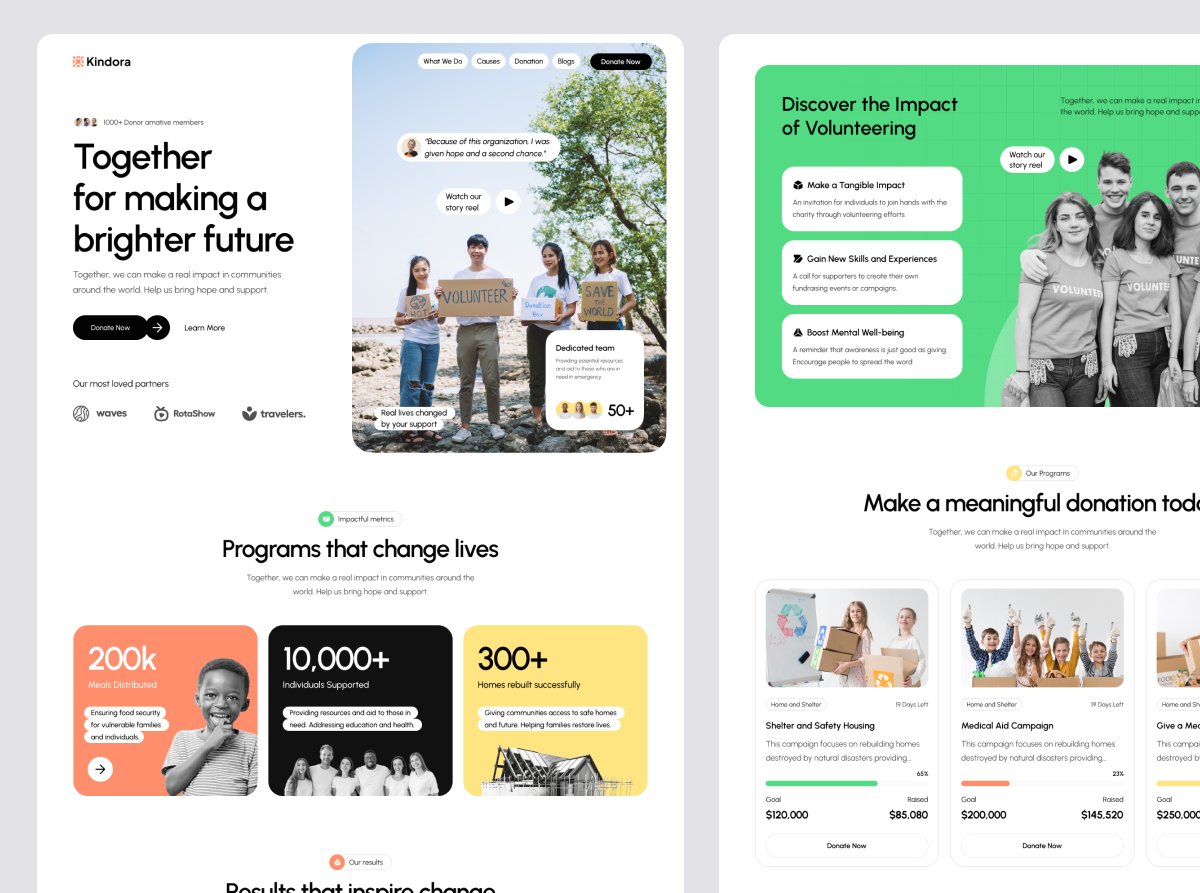 Kindora
What We Do
Causes
Donation
Blogs
Donate Now
1000+ Donor amative members
Together
for making a
brighter future
Together, we can make a real impact in communities
around the world. Help us bring hope and support.
Donate Now
Learn More
Our most loved partners
waves
RotaShow
travelers.
"Because of this organization, I was
given hope and a second chance."
Watch our
story reel
HOT
VOLUNTEER
Donation
Box
SAVE
THE
WORLD
Dedicated team
Providing essential resources
and aid to those who are in
need in emergency
50+
Real lives changed
by your support
Impactful metrics
Programs that change lives
Together, we can make a real impact in communities around the
world. Help us bring hope and support.
200k
Meals Distributed
Ensuring food security
for vulnerable families
and individuals.
10,000+
Individuals Supported
Providing resources and aid to those in
need. Addressing education and health.
300+
Homes rebuilt successfully
Giving communities access to safe homes
and future. Helping families restore lives.
Our results
Results that inspire change
Discover the Impact
of Volunteering
Together, we can make a real impact in
the world. Help us bring hope and supp
Watch our
story reel
Make a Tangible Impact
An invitation for individuals to join hands with the
charity through volunteering efforts.
Gain New Skills and Experiences
A call for supporters to create their own
fundraising events or campaigns.
Boost Mental Well-being
A reminder that awareness is just good as giving.
Encourage people to spread the word
VOLUNTEE
VOLUNTEE
UNTE
Our Programs
Make a meaningful donation toda
Together, we can make a real impact in communities around the
world. Help us bring hope and support.
Home and Shelter
19 Days Left
Shelter and Safety Housing
This campaign focuses on rebuilding homes
destroyed by natural disasters providing...
65%
Goal
Raised
$120,000
$85,080
Donate Now
Home and Shelter
19 Days Left
Medical Aid Campaign
This campaign focuses on rebuilding homes
destroyed by natural disasters providing...
23%
Goal
Raised
$200,000
$145,520
Donate Now
FOOD
Home and Sh
Give a Me
This campa
destroyed
Goal
$250,000